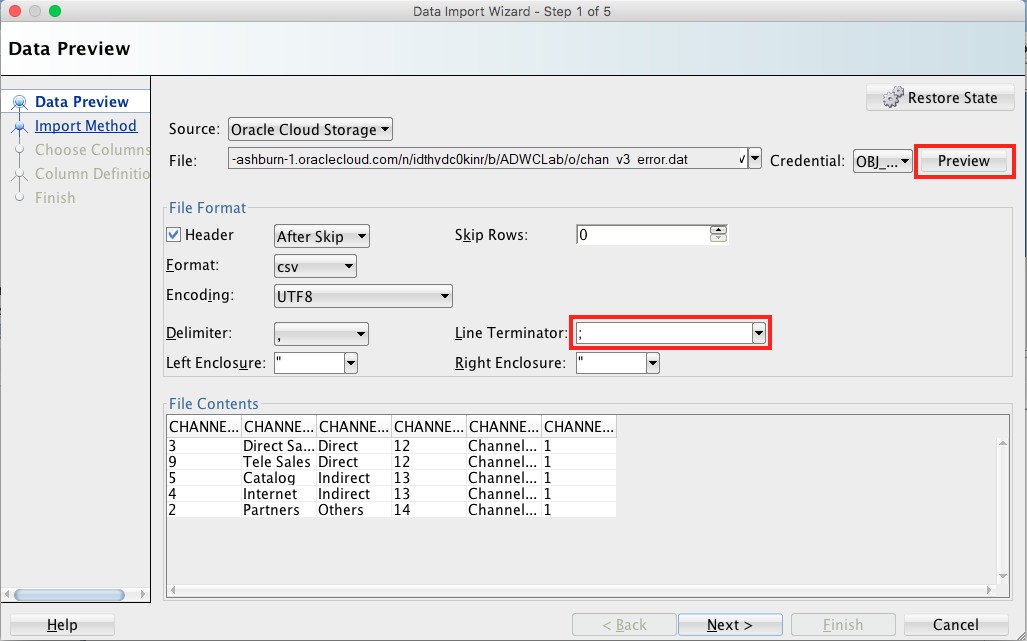 Data Import Wizard - Step 1 of 5
Data Preview
Data Preview
Import Method
Choose Columns
Column Definitio
Finish
Restore State
Source: Oracle Cloud Storage
File: -ashburn-1.oraclecloud.com/n/idthydc0kinr/b/ADWCLab/o/chan_v3_error.dat Credential: OBJ_... Preview
File Format
Header After Skip Skip Rows: 0
Format: csv
Encoding: UTF8
Delimiter: , Line Terminator: ;
Left Enclosure: " Right Enclosure: "
File Contents
CHANNE... CHANNE... CHANNE... CHANNE... CHANNE... CHANNE...
3 Direct Sa... Direct 12 Channel... 1
9 Tele Sales Direct 12 Channel... 1
5 Catalog Indirect 13 Channel... 1
4 Internet Indirect 13 Channel... 1
2 Partners Others 14 Channel... 1
Help < Back Next > Finish Cancel